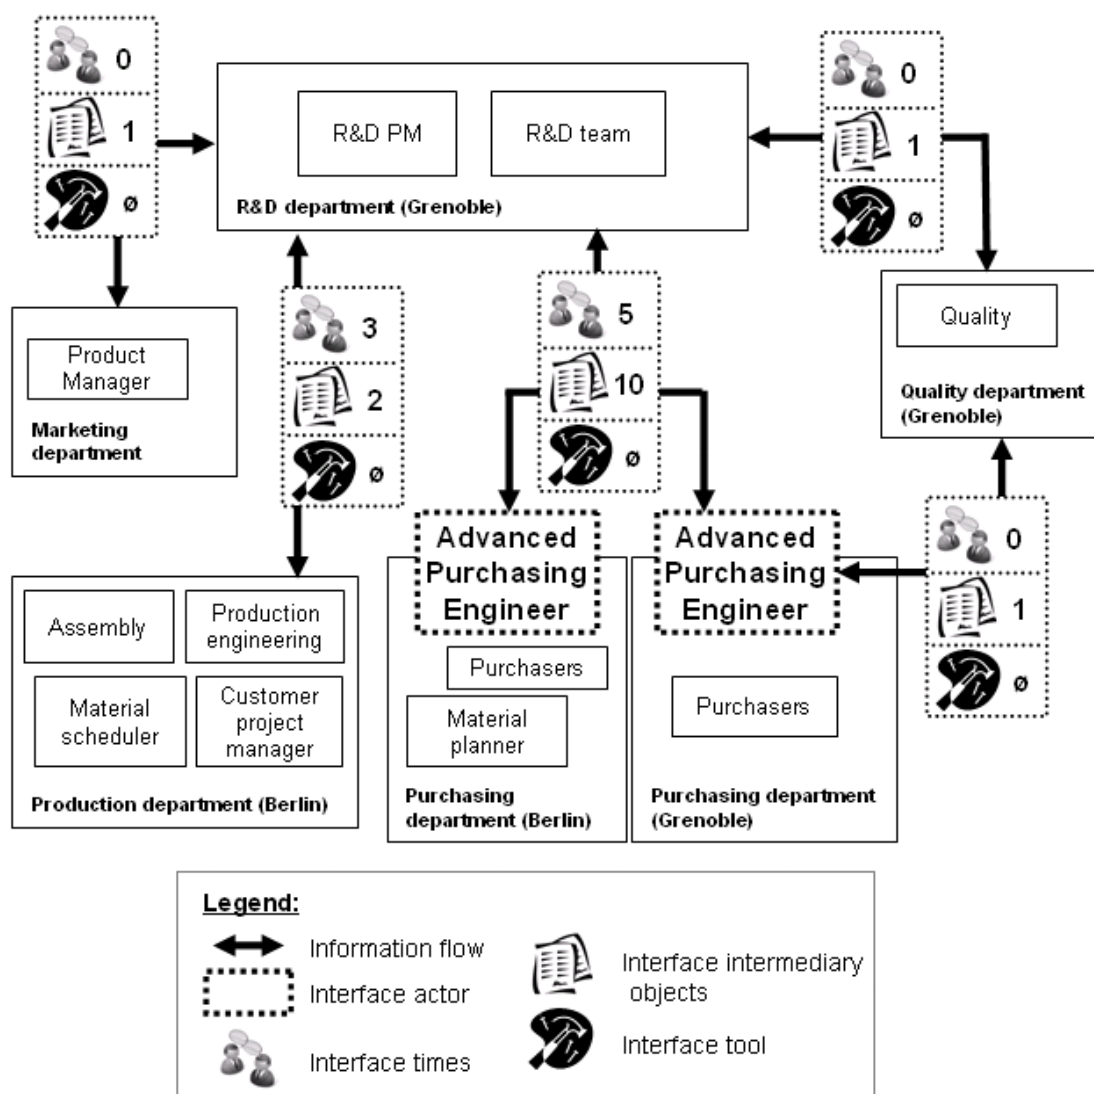 0
1
ø
R&D PM
R&D team
R&D department (Grenoble)
0
1
ø
Product
Manager
Marketing
department
3
2
ø
5
10
ø
Quality
Quality department
(Grenoble)
Advanced
Purchasing
Engineer
Advanced
Purchasing
Engineer
0
1
ø
Assembly
Production
engineering
Material
scheduler
Customer
project
manager
Production department (Berlin)
Purchasers
Material
planner
Purchasing
department (Berlin)
Purchasers
Purchasing department
(Grenoble)
Legend:
Information flow
Interface actor
Interface times
Interface intermediary
objects
Interface tool